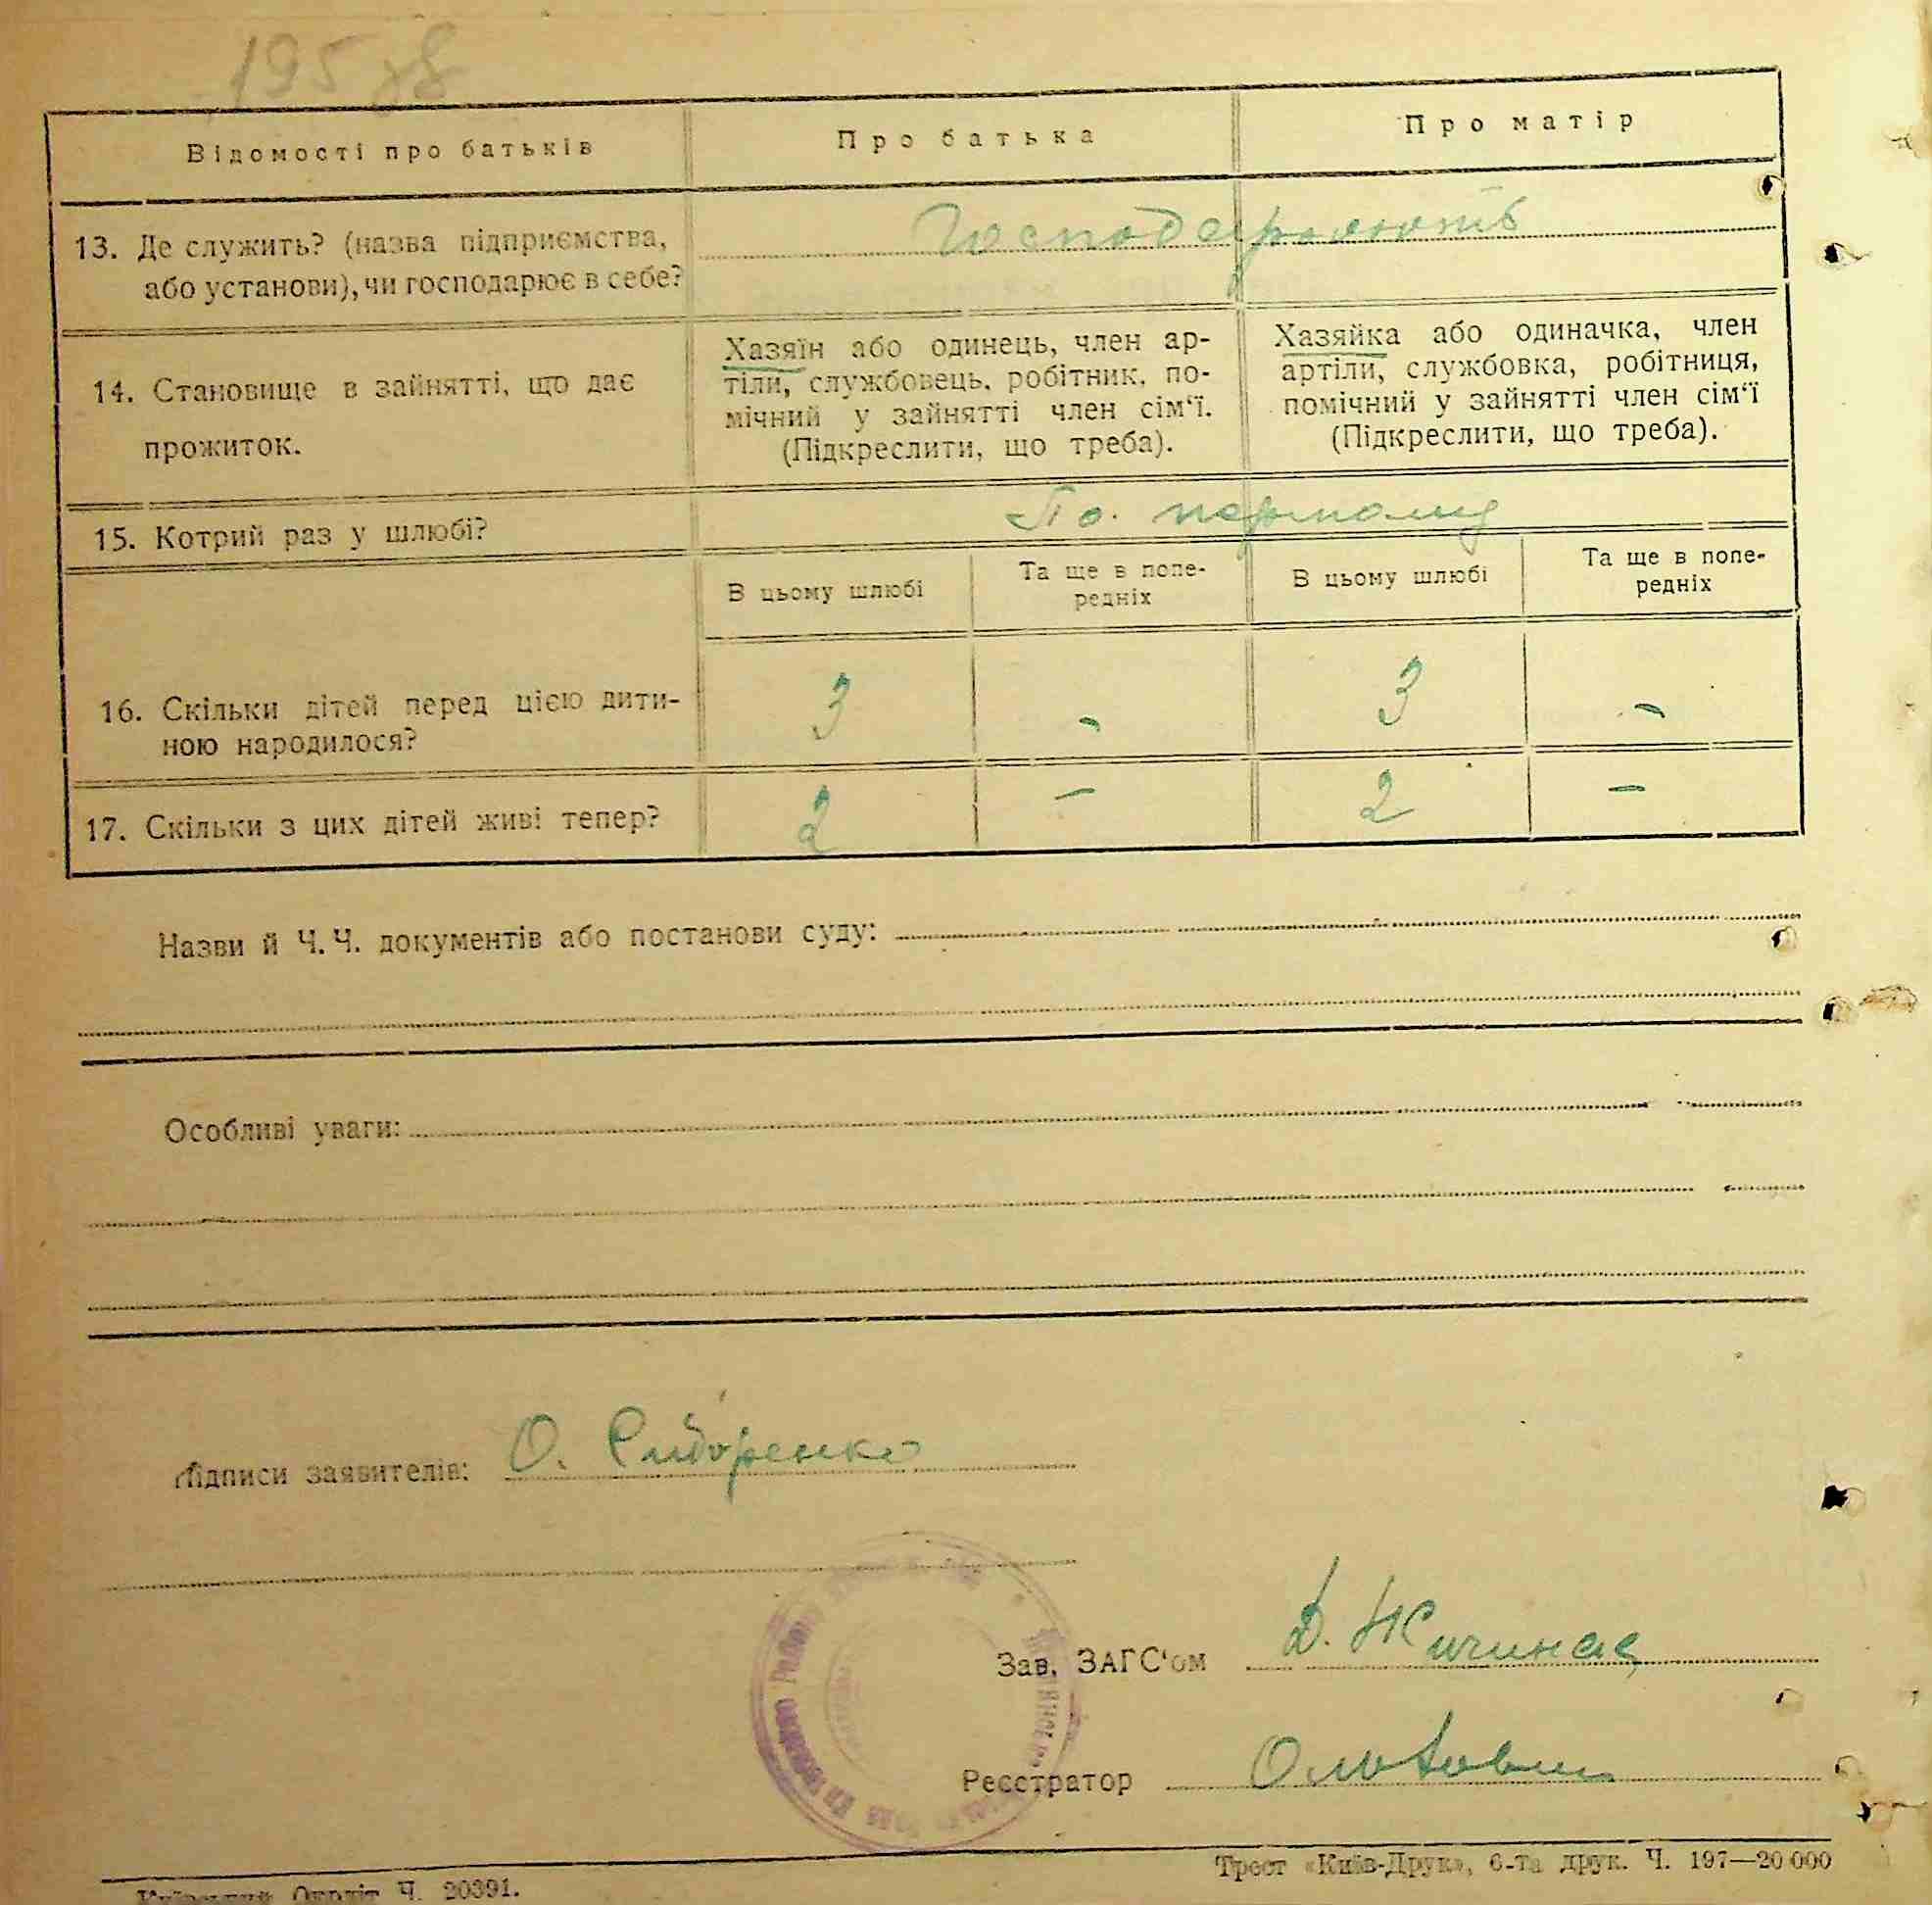 195 зв
Відомості про батьків
Про батька
Про матір
13. Де служить? (назва підприємства,
або установи), чи господарює в себе?
Господарюють
14. Становище в зайнятті, що дає
прожиток.
Хазяїн або одинець, член ар-
тіли, службовець, робітник, по-
мічний у зайнятті член сім‘ї.
(Підкреслити, що треба).
Хазяйка або одиначка, член
артіли, службовка, робітниця,
помічний у зайнятті член сім‘ї
(Підкреслити, що треба).
15. Котрий раз у шлюбі?
По первому
В цьому шлюбі
Та ще в попе-
редніх
В цьому шлюбі
Та ще в попе-
редніх
16. Скільки дітей перед цією дити-
ною народилося?
3
-
3
-
17. Скільки з цих дітей живі тепер?
2
-
2
-
Назви й Ч. Ч. документів або постанови суду:
Особливі уваги:
Підписи заявителів: О. Сидоренко
Зав. ЗАГС‘ом
Реєстратор
Трест «Київ-Друк», 6-та друк. Ч. 197—20 000
Київський Окрліт Ч. 20391.